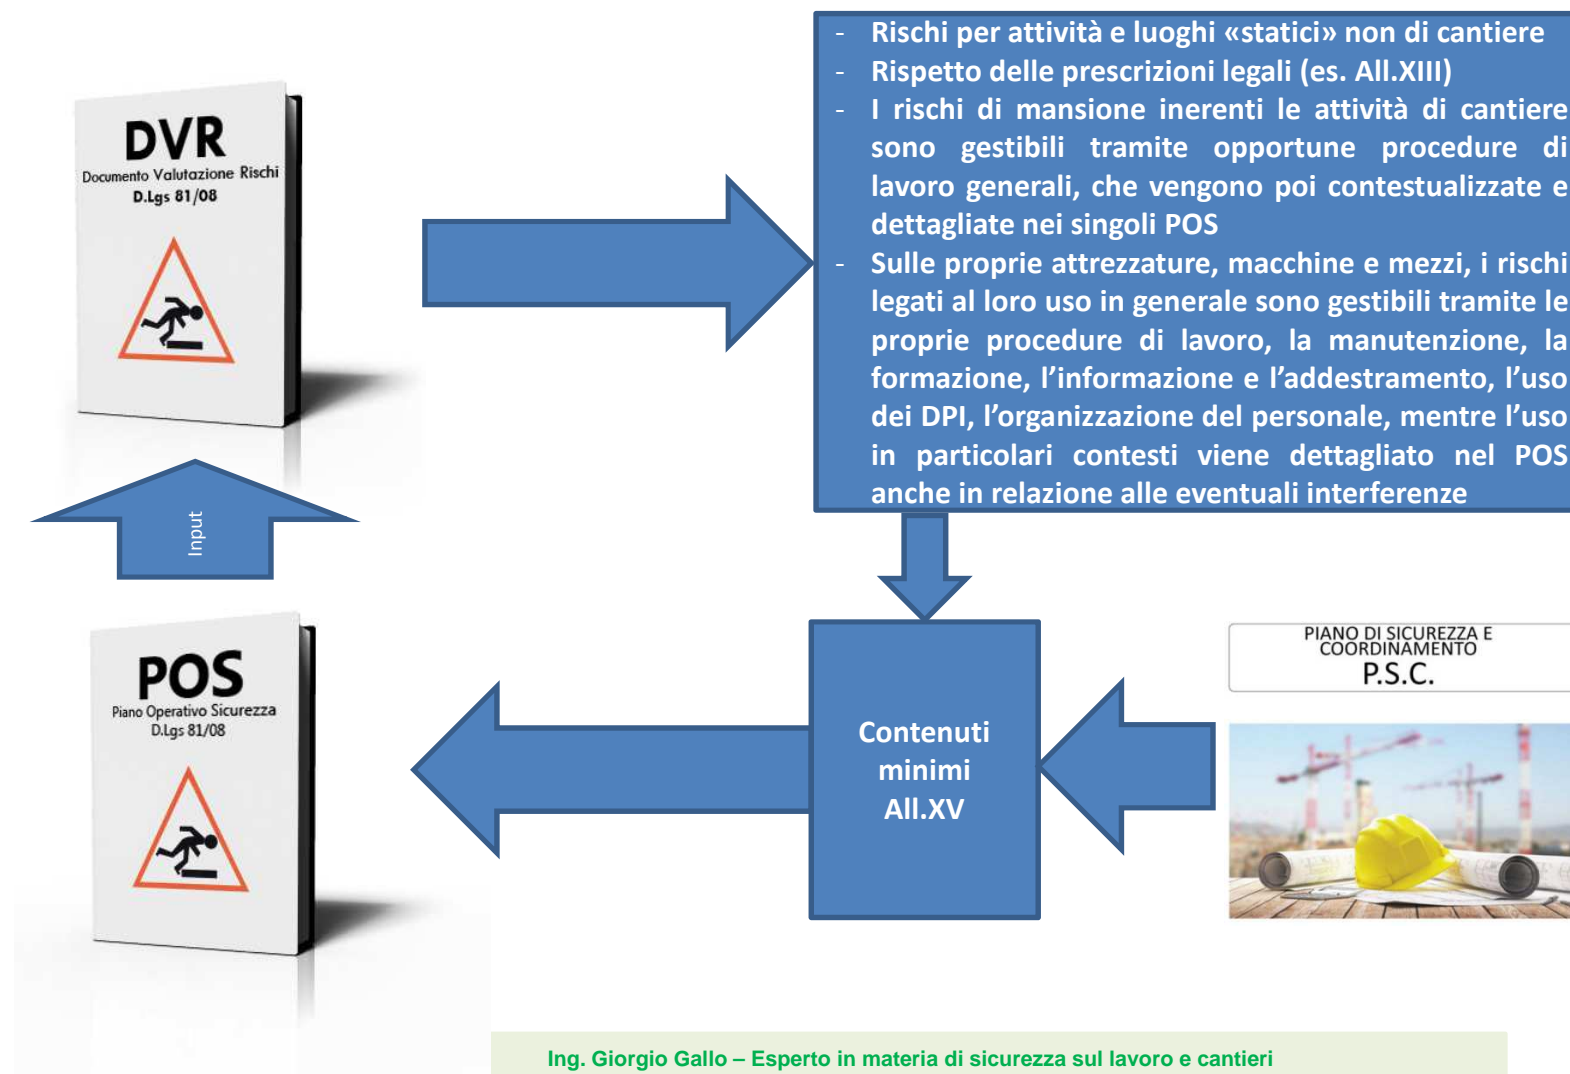 DVR
Documento Valutazione Rischi
D.Lgs 81/08
- Rischi per attività e luoghi «statici» non di cantiere
- Rispetto delle prescrizioni legali (es. All.XIII)
- I rischi di mansione inerenti le attività di cantiere
sono gestibili tramite opportune procedure di
lavoro generali, che vengono poi contestualizzate e
dettagliate nei singoli POS
- Sulle proprie attrezzature, macchine e mezzi, i rischi
legati al loro uso in generale sono gestibili tramite le
proprie procedure di lavoro, la manutenzione, la
formazione, l’informazione e l’addestramento, l’uso
dei DPI, l’organizzazione del personale, mentre l’uso
in particolari contesti viene dettagliato nel POS
anche in relazione alle eventuali interferenze
Input
POS
Piano Operativo Sicurezza
D.Lgs 81/08
Contenuti
minimi
All.XV
PIANO DI SICUREZZA E
COORDINAMENTO
P.S.C.
Ing. Giorgio Gallo – Esperto in materia di sicurezza sul lavoro e cantieri